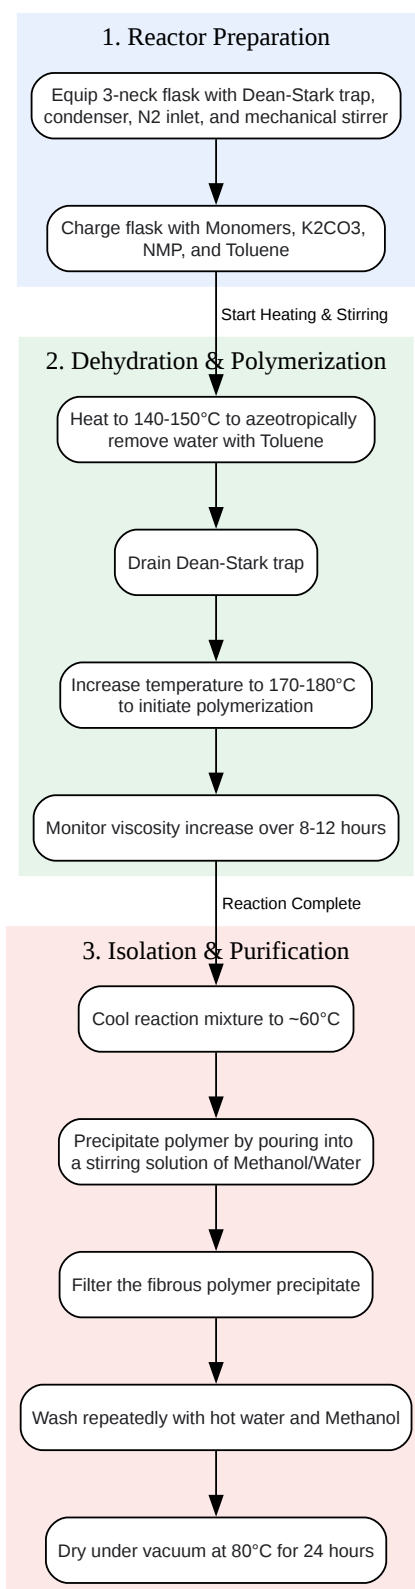 1. Reactor Preparation
Equip 3-neck flask with Dean-Stark trap,
condenser, N2 inlet, and mechanical stirrer
Charge flask with Monomers, K2CO3,
NMP, and Toluene
Start Heating & Stirring
2. Dehydration & Polymerization
Heat to 140-150°C to azeotropically
remove water with Toluene
Drain Dean-Stark trap
Increase temperature to 170-180°C
to initiate polymerization
Monitor viscosity increase over 8-12 hours
Reaction Complete
3. Isolation & Purification
Cool reaction mixture to ~60°C
Precipitate polymer by pouring into
a stirring solution of Methanol/Water
Filter the fibrous polymer precipitate
Wash repeatedly with hot water and Methanol
Dry under vacuum at 80°C for 24 hours